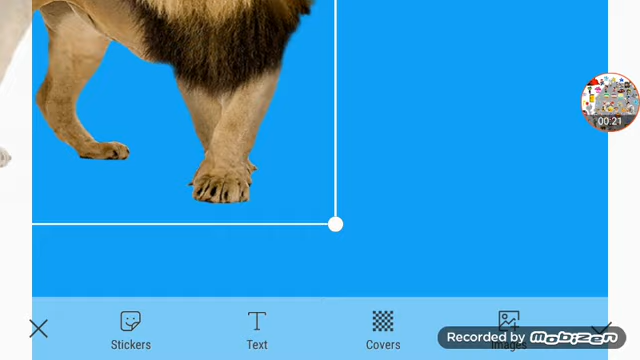 00:21
Stickers
Text
Covers
Images
Recorded by Mobizen